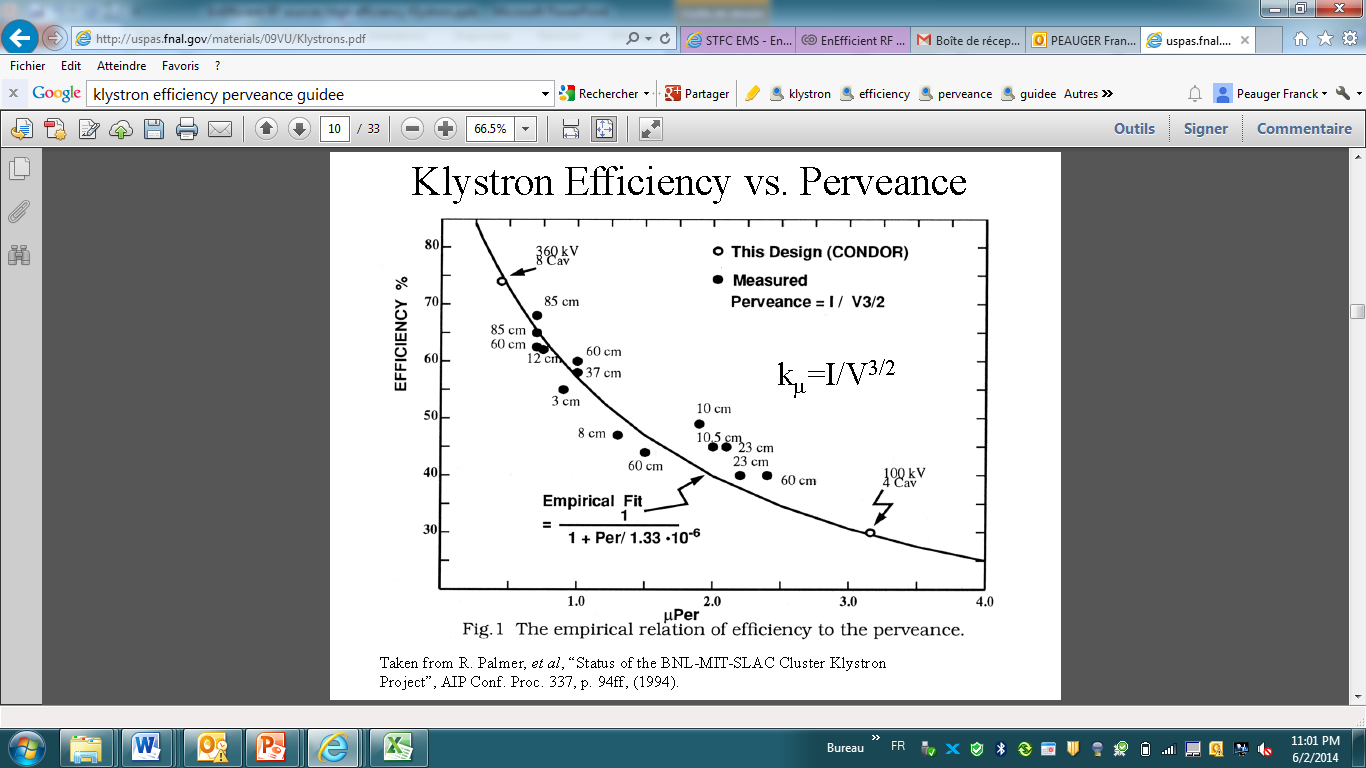 http://uspas.fnal.gov/materials/09VU/Klystrons.pdf
STFC EMS - En...
EnEfficient RF ...
Boîte de récep...
PEAUGER Fran...
uspas.fnal....
Fichier Edit Atteindre Favoris ?
x Google klystron efficiency perveance guidee Rechercher Partager klystron efficiency perveance guidee Autres Peauger Franck
10 / 33 66.5% Outils Signer Commentaire
Klystron Efficiency vs. Perveance
EFFICIENCY %
80
70
60
50
40
30
360 kV
8 Cav
This Design (CONDOR)
Measured
Perveance = I / V3/2
85 cm
85 cm
60 cm
12 cm
60 cm
37 cm
3 cm
kμ=I/V3/2
10 cm
8 cm
10.5 cm
23 cm
23 cm
60 cm
60 cm
100 kV
4 Cav
Empirical Fit
1
=
1 + Per/ 1.33 •10-6
1.0 2.0 3.0 4.0
μPer
Fig.1 The empirical relation of efficiency to the perveance.
Taken from R. Palmer, et al, “Status of the BNL-MIT-SLAC Cluster Klystron
Project”, AIP Conf. Proc. 337, p. 94ff, (1994).
Bureau FR
11:01 PM
6/2/2014